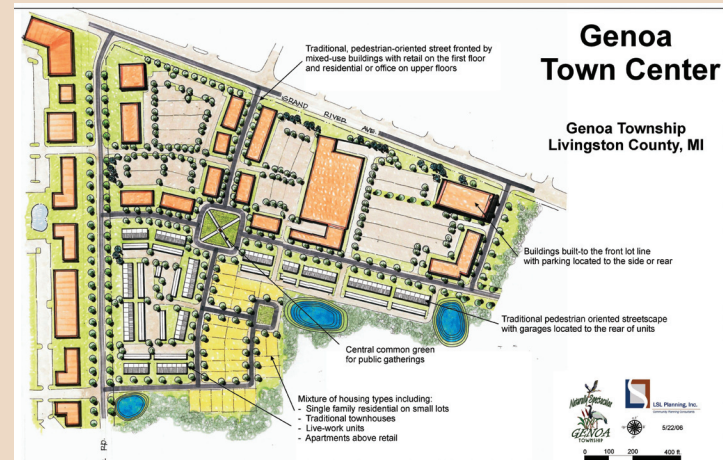 Genoa
Town Center
Genoa Township
Livingston County, MI
Traditional, pedestrian-oriented street fronted by
mixed-use buildings with retail on the first floor
and residential or office on upper floors
GRAND RIVER AVE.
Buildings built-to the front lot line
with parking located to the side or rear
Traditional pedestrian oriented streetscape
with garages located to the rear of units
Central common green
for public gatherings
Mixture of housing types including:
- Single family residential on small lots
- Traditional townhouses
- Live-work units
- Apartments above retail
RD.
Naturally Spectacular
GENOA
TOWNSHIP
LSL Planning, Inc.
Community Planning Consultants
5/22/06
0 100 200 400 ft.